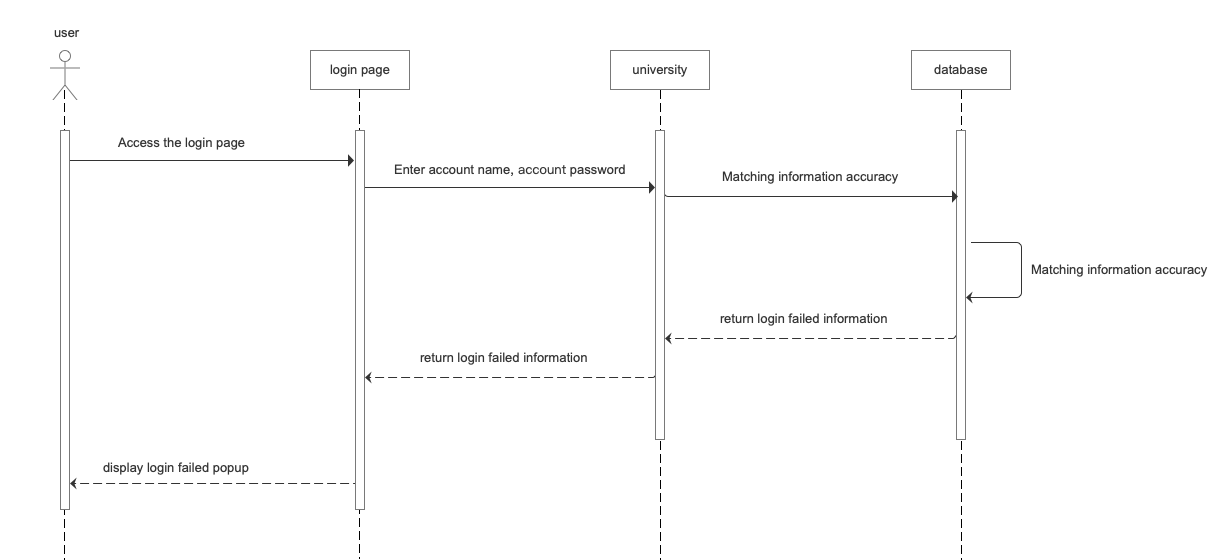 user
login page
university
database
Access the login page
Enter account name, account password
Matching information accuracy
Matching information accuracy
return login failed information
return login failed information
display login failed popup